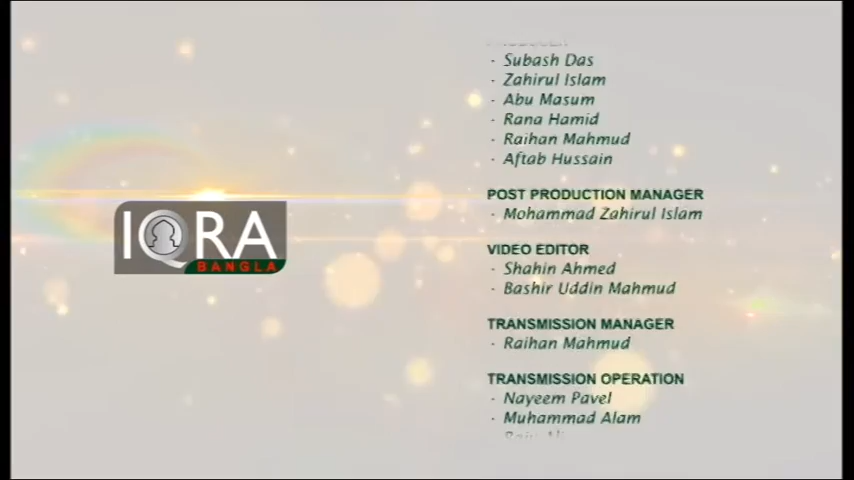 IQRA
BANGLA
PRODUCER
- Subash Das
- Zahirul Islam
- Abu Masum
- Rana Hamid
- Raihan Mahmud
- Aftab Hussain
POST PRODUCTION MANAGER
- Mohammad Zahirul Islam
VIDEO EDITOR
- Shahin Ahmed
- Bashir Uddin Mahmud
TRANSMISSION MANAGER
- Raihan Mahmud
TRANSMISSION OPERATION
- Nayeem Pavel
- Muhammad Alam